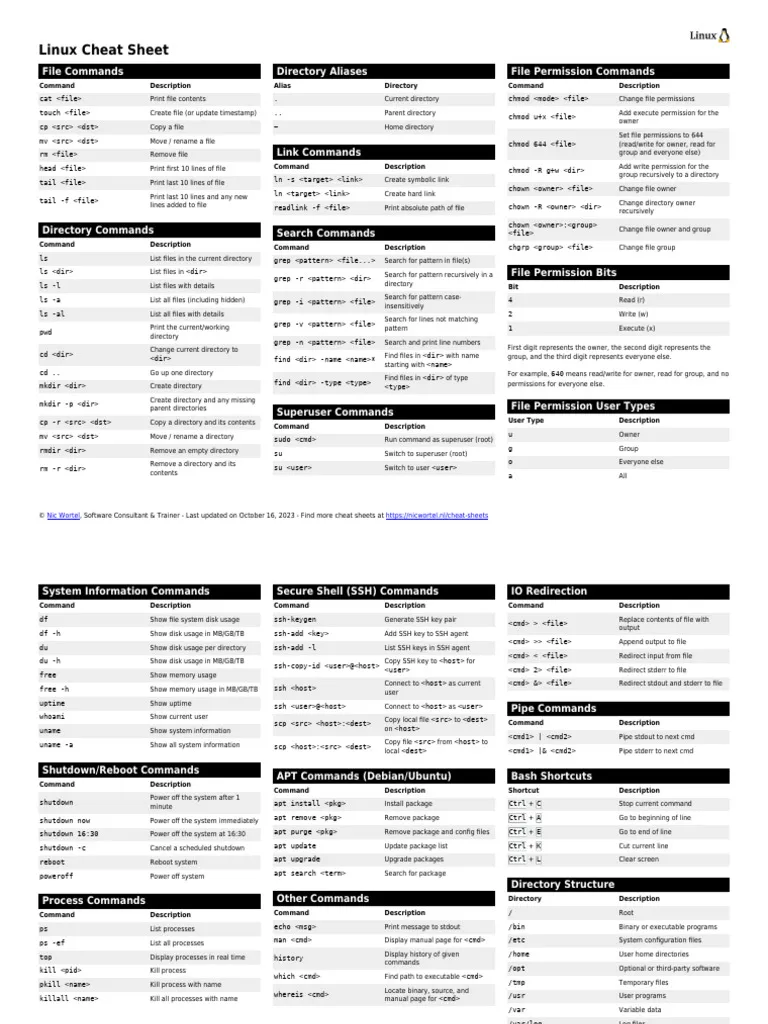 Linux
Linux Cheat Sheet
File Commands
Command Description
cat <file> Print file contents
touch <file> Create file (or update timestamp)
cp <src> <dst> Copy a file
mv <src> <dst> Move / rename a file
rm <file> Remove file
head <file> Print first 10 lines of file
tail <file> Print last 10 lines of file
tail -f <file> Print last 10 lines and any new
lines added to file
Directory Commands
Command Description
ls List files in the current directory
ls <dir> List files in <dir>
ls -l List files with details
ls -a List all files (including hidden)
ls -al List all files with details
pwd Print the current/working
directory
cd <dir> Change current directory to
<dir>
cd .. Go up one directory
mkdir <dir> Create directory
mkdir -p <dir> Create directory and any missing
parent directories
cp -r <src> <dst> Copy a directory and its contents
mv <src> <dst> Move / rename a directory
rmdir <dir> Remove an empty directory
rm -r <dir> Remove a directory and its
contents
Directory Aliases
Alias Directory
. Current directory
.. Parent directory
~ Home directory
Link Commands
Command Description
ln -s <target> <link> Create symbolic link
ln <target> <link> Create hard link
readlink -f <file> Print absolute path of file
Search Commands
Command Description
grep <pattern> <file...> Search for pattern in file(s)
grep -r <pattern> <dir> Search for pattern recursively in a
directory
grep -i <pattern> <file> Search for pattern case-
insensitively
grep -v <pattern> <file> Search for lines not matching
pattern
grep -n <pattern> <file> Search and print line numbers
find <dir> -name <name>* Find files in <dir> with name
starting with <name>
find <dir> -type <type> Find files in <dir> of type
<type>
Superuser Commands
Command Description
sudo <cmd> Run command as superuser (root)
su Switch to superuser (root)
su <user> Switch to user <user>
File Permission Commands
Command Description
chmod <mode> <file> Change file permissions
chmod u+x <file> Add execute permission for the
owner
chmod 644 <file> Set file permissions to 644
(read/write for owner, read for
group and everyone else)
chmod -R g+w <dir> Add write permission for the
group recursively to a directory
chown <owner> <file> Change file owner
chown -R <owner> <dir> Change directory owner
recursively
chown <owner>:<group>
<file> Change file owner and group
chgrp <group> <file> Change file group
File Permission Bits
Bit Description
4 Read (r)
2 Write (w)
1 Execute (x)
First digit represents the owner, the second digit represents the
group, and the third digit represents everyone else.
For example, 640 means read/write for owner, read for group, and no
permissions for everyone else.
File Permission User Types
User Type Description
u Owner
g Group
o Everyone else
a All
© Nic Wortel, Software Consultant & Trainer - Last updated on October 16, 2023 - Find more cheat sheets at https://nicwortel.nl/cheat-sheets
System Information Commands
Command Description
df Show file system disk usage
df -h Show disk usage in MB/GB/TB
du Show disk usage per directory
du -h Show disk usage in MB/GB/TB
free Show memory usage
free -h Show memory usage in MB/GB/TB
uptime Show uptime
whoami Show current user
uname Show system information
uname -a Show all system information
Shutdown/Reboot Commands
Command Description
shutdown Power off the system after 1
minute
shutdown now Power off the system immediately
shutdown 16:30 Power off the system at 16:30
shutdown -c Cancel a scheduled shutdown
reboot Reboot system
poweroff Power off system
Process Commands
Command Description
ps List processes
ps -ef List all processes
top Display processes in real time
kill <pid> Kill process
pkill <name> Kill process with name
killall <name> Kill all processes with name
Secure Shell (SSH) Commands
Command Description
ssh-keygen Generate SSH key pair
ssh-add <key> Add SSH key to SSH agent
ssh-add -l List SSH keys in SSH agent
ssh-copy-id <user>@<host> Copy SSH key to <host> for
<user>
ssh <host> Connect to <host> as current
user
ssh <user>@<host> Connect to <host> as <user>
scp <src> <host>:<dest> Copy local file <src> to <dest>
on <host>
scp <host>:<src> <dest> Copy file <src> from <host> to
local <dest>
APT Commands (Debian/Ubuntu)
Command Description
apt install <pkg> Install package
apt remove <pkg> Remove package
apt purge <pkg> Remove package and config files
apt update Update package list
apt upgrade Upgrade packages
apt search <term> Search for package
Other Commands
Command Description
echo <msg> Print message to stdout
man <cmd> Display manual page for <cmd>
history Display history of given
commands
which <cmd> Find path to executable <cmd>
whereis <cmd> Locate binary, source, and
manual page for <cmd>
IO Redirection
Command Description
<cmd> > <file> Replace contents of file with
output
<cmd> >> <file> Append output to file
<cmd> < <file> Redirect input from file
<cmd> 2> <file> Redirect stderr to file
<cmd> &> <file> Redirect stdout and stderr to file
Pipe Commands
Command Description
<cmd1> | <cmd2> Pipe stdout to next cmd
<cmd1> |& <cmd2> Pipe stderr to next cmd
Bash Shortcuts
Shortcut Description
Ctrl + C Stop current command
Ctrl + A Go to beginning of line
Ctrl + E Go to end of line
Ctrl + K Cut current line
Ctrl + L Clear screen
Directory Structure
Directory Description
/ Root
/bin Binary or executable programs
/etc System configuration files
/home User home directories
/opt Optional or third-party software
/tmp Temporary files
/usr User programs
/var Variable data
/var/log Log files